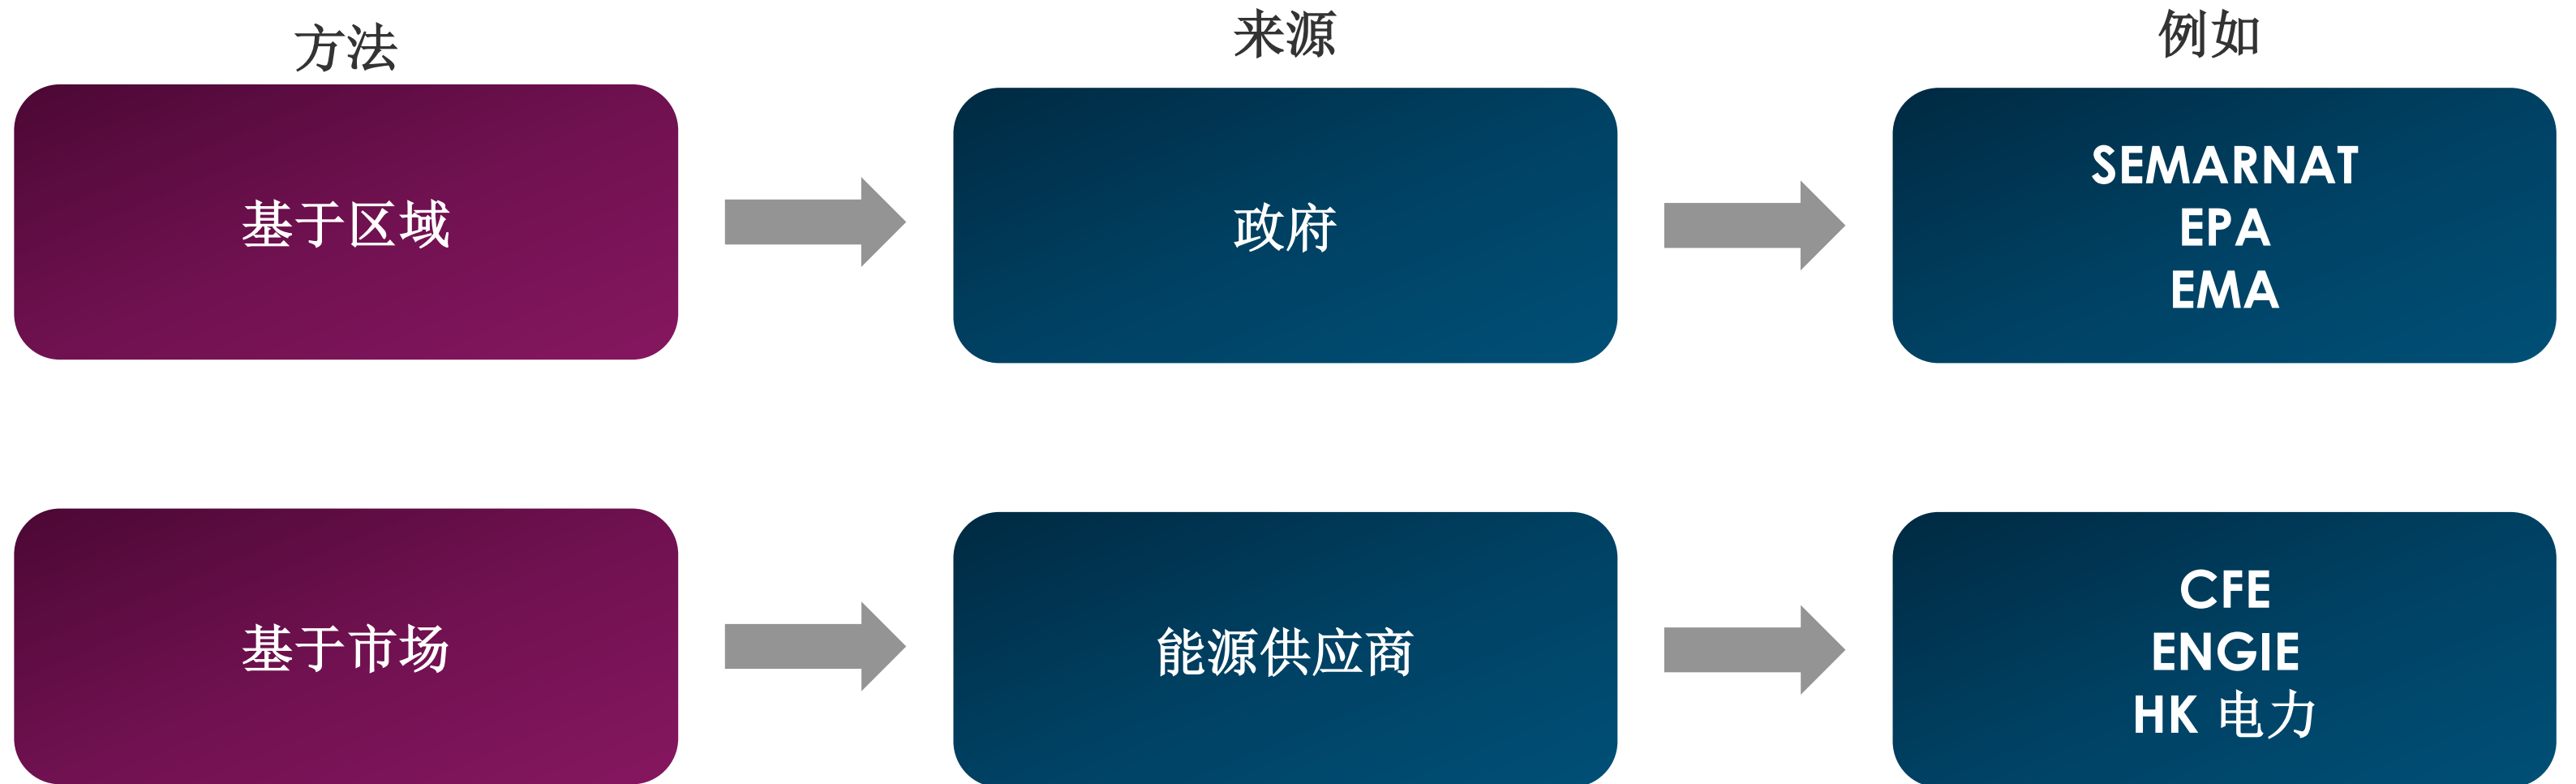 方法
来源
例如
基于区域
政府
SEMARNAT
EPA
EMA
基于市场
能源供应商
CFE
ENGIE
HK 电力